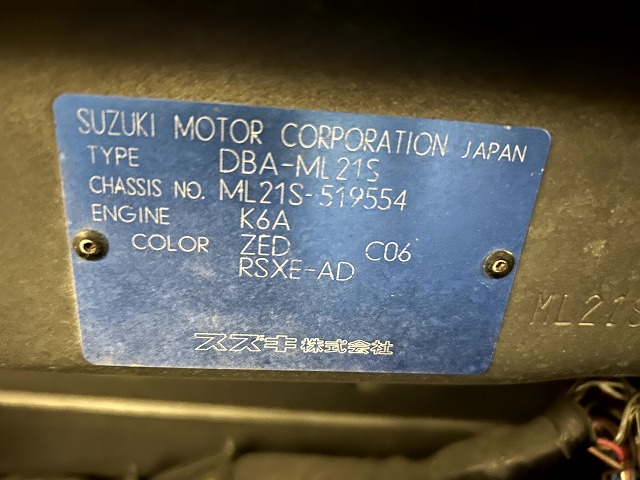 SUZUKI MOTOR CORPORATION JAPAN
TYPE DBA-ML21S
CHASSIS NO. ML21S-519554
ENGINE K6A
COLOR ZED C06
RSXE-AD
スズキ株式会社
ML21S